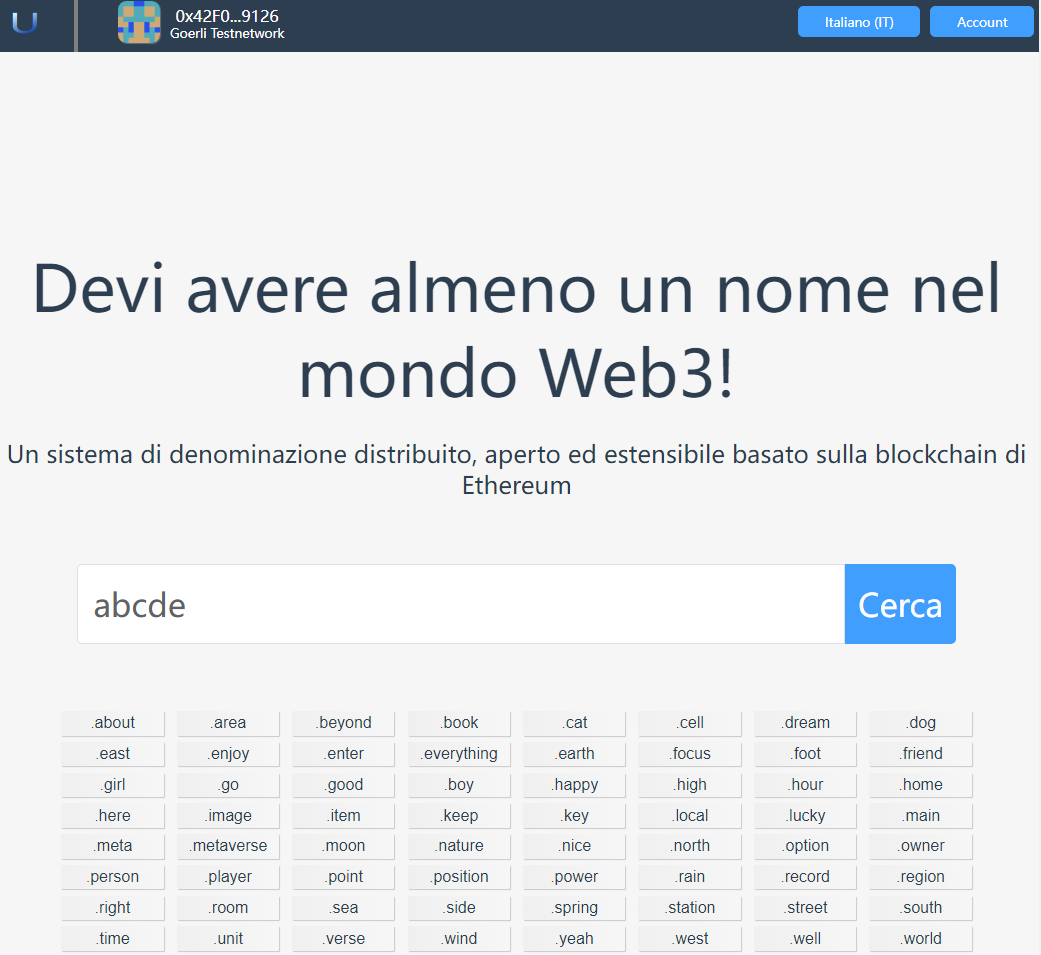 U
0x42F0...9126
Goerli Testnetwork
Italiano (IT)
Account
Devi avere almeno un nome nel
mondo Web3!
Un sistema di denominazione distribuito, aperto ed estensibile basato sulla blockchain di
Ethereum
abcde
Cerca
.about .area .beyond .book .cat .cell .dream .dog
.east .enjoy .enter .everything .earth .focus .foot .friend
.girl .go .good .boy .happy .high .hour .home
.here .image .item .keep .key .local .lucky .main
.meta .metaverse .moon .nature .nice .north .option .owner
.person .player .point .position .power .rain .record .region
.right .room .sea .side .spring .station .street .south
.time .unit .verse .wind .yeah .west .well .world